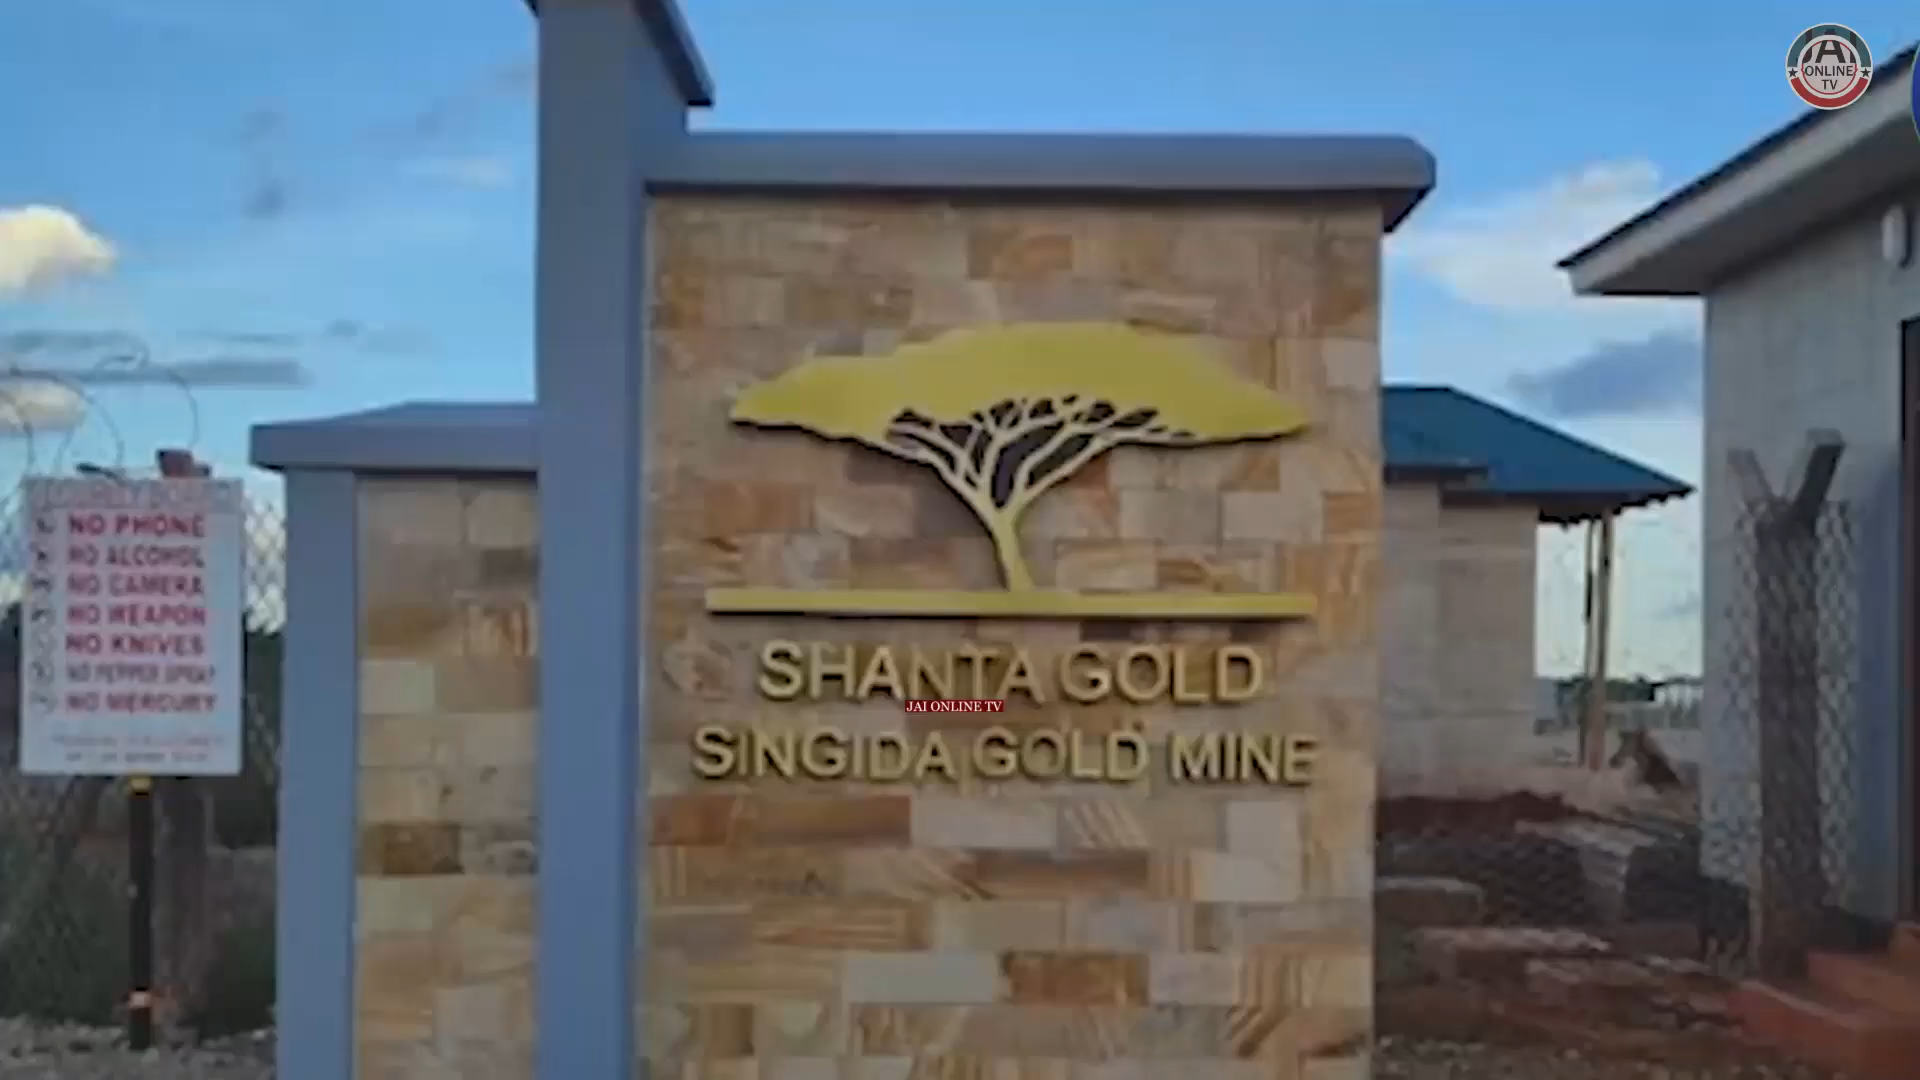 JAI
ONLINE
TV
NO PHONE
NO ALCOHOL
NO CAMERA
NO WEAPON
NO KNIVES
NO PEPPER SPRAY
NO MERCURY
SHANTA GOLD
JAI ONLINE TV
SINGIDA GOLD MINE